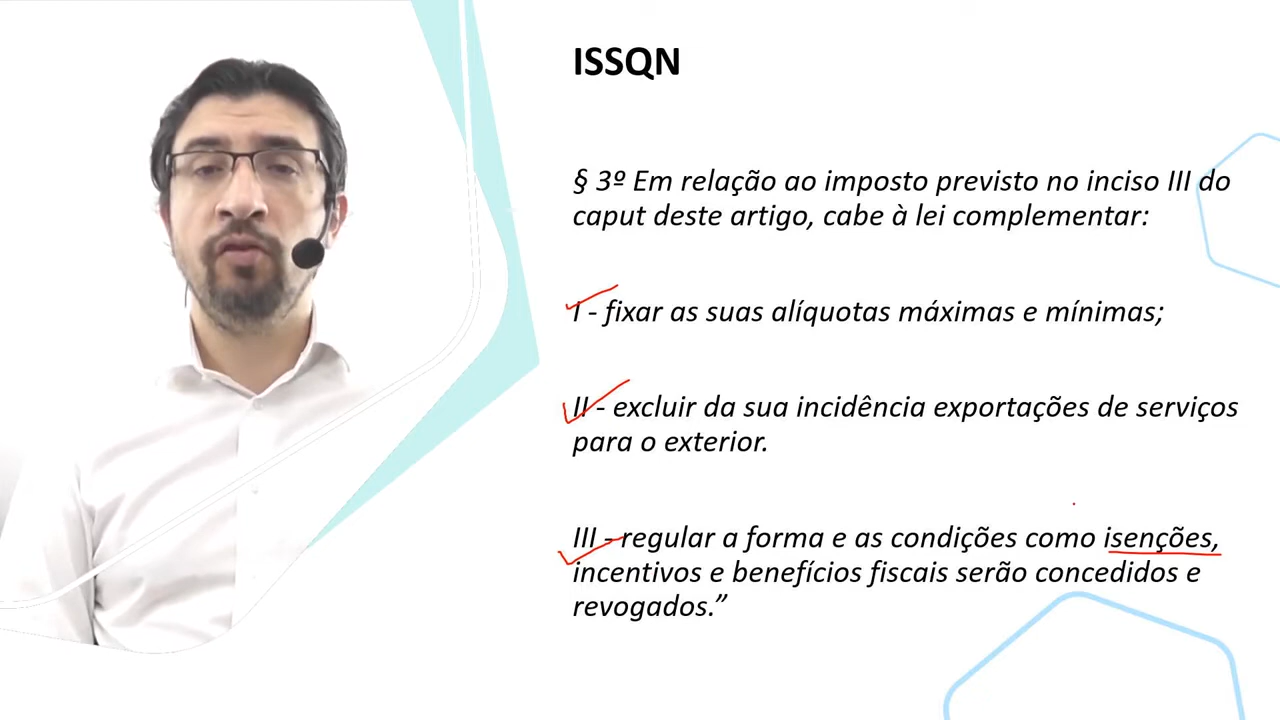 ISSQN
§ 3º Em relação ao imposto previsto no inciso III do
caput deste artigo, cabe à lei complementar:
I - fixar as suas alíquotas máximas e mínimas;
II - excluir da sua incidência exportações de serviços
para o exterior.
III - regular a forma e as condições como isenções,
incentivos e benefícios fiscais serão concedidos e
revogados.”